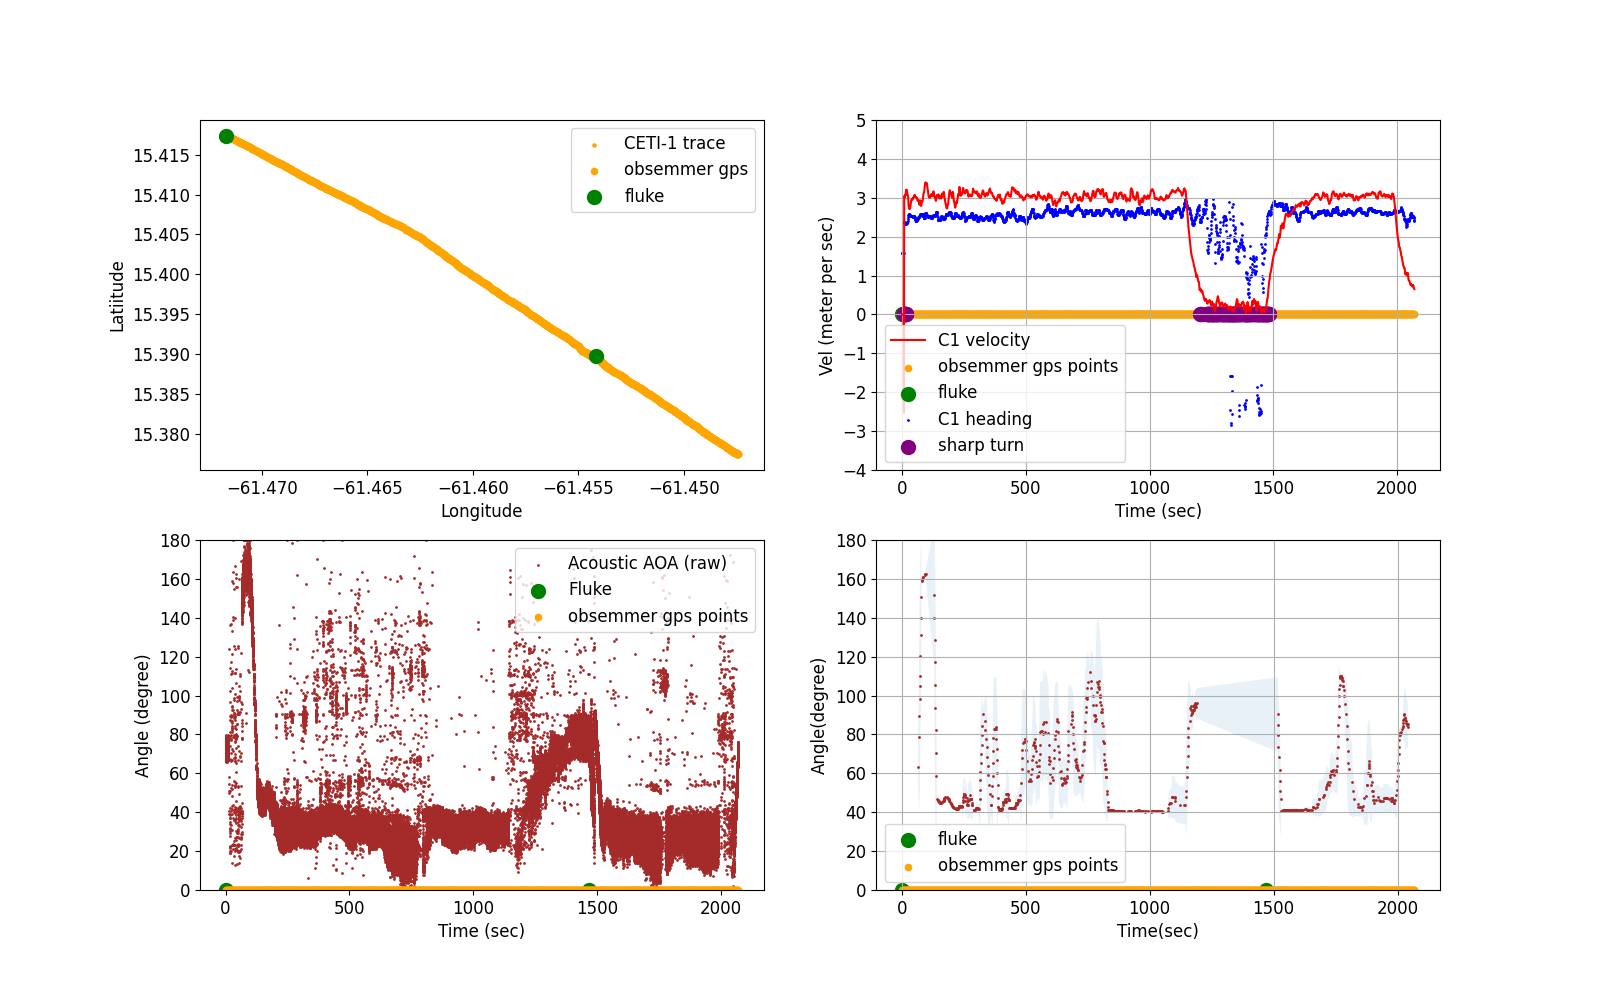 CETI-1 trace
obsemmer gps
fluke
15.415
15.410
15.405
15.400
15.395
15.390
15.385
15.380
Latiitude
−61.470 −61.465 −61.460 −61.455 −61.450
Longitude
5
4
3
2
1
0
−1
−2
−3
−4
Vel (meter per sec)
C1 velocity
obsemmer gps points
fluke
C1 heading
sharp turn
0 500 1000 1500 2000
Time (sec)
180
160
140
120
100
80
60
40
20
0
Angle (degree)
Acoustic AOA (raw)
Fluke
obsemmer gps points
0 500 1000 1500 2000
Time (sec)
180
160
140
120
100
80
60
40
20
0
Angle(degree)
fluke
obsemmer gps points
0 500 1000 1500 2000
Time(sec)